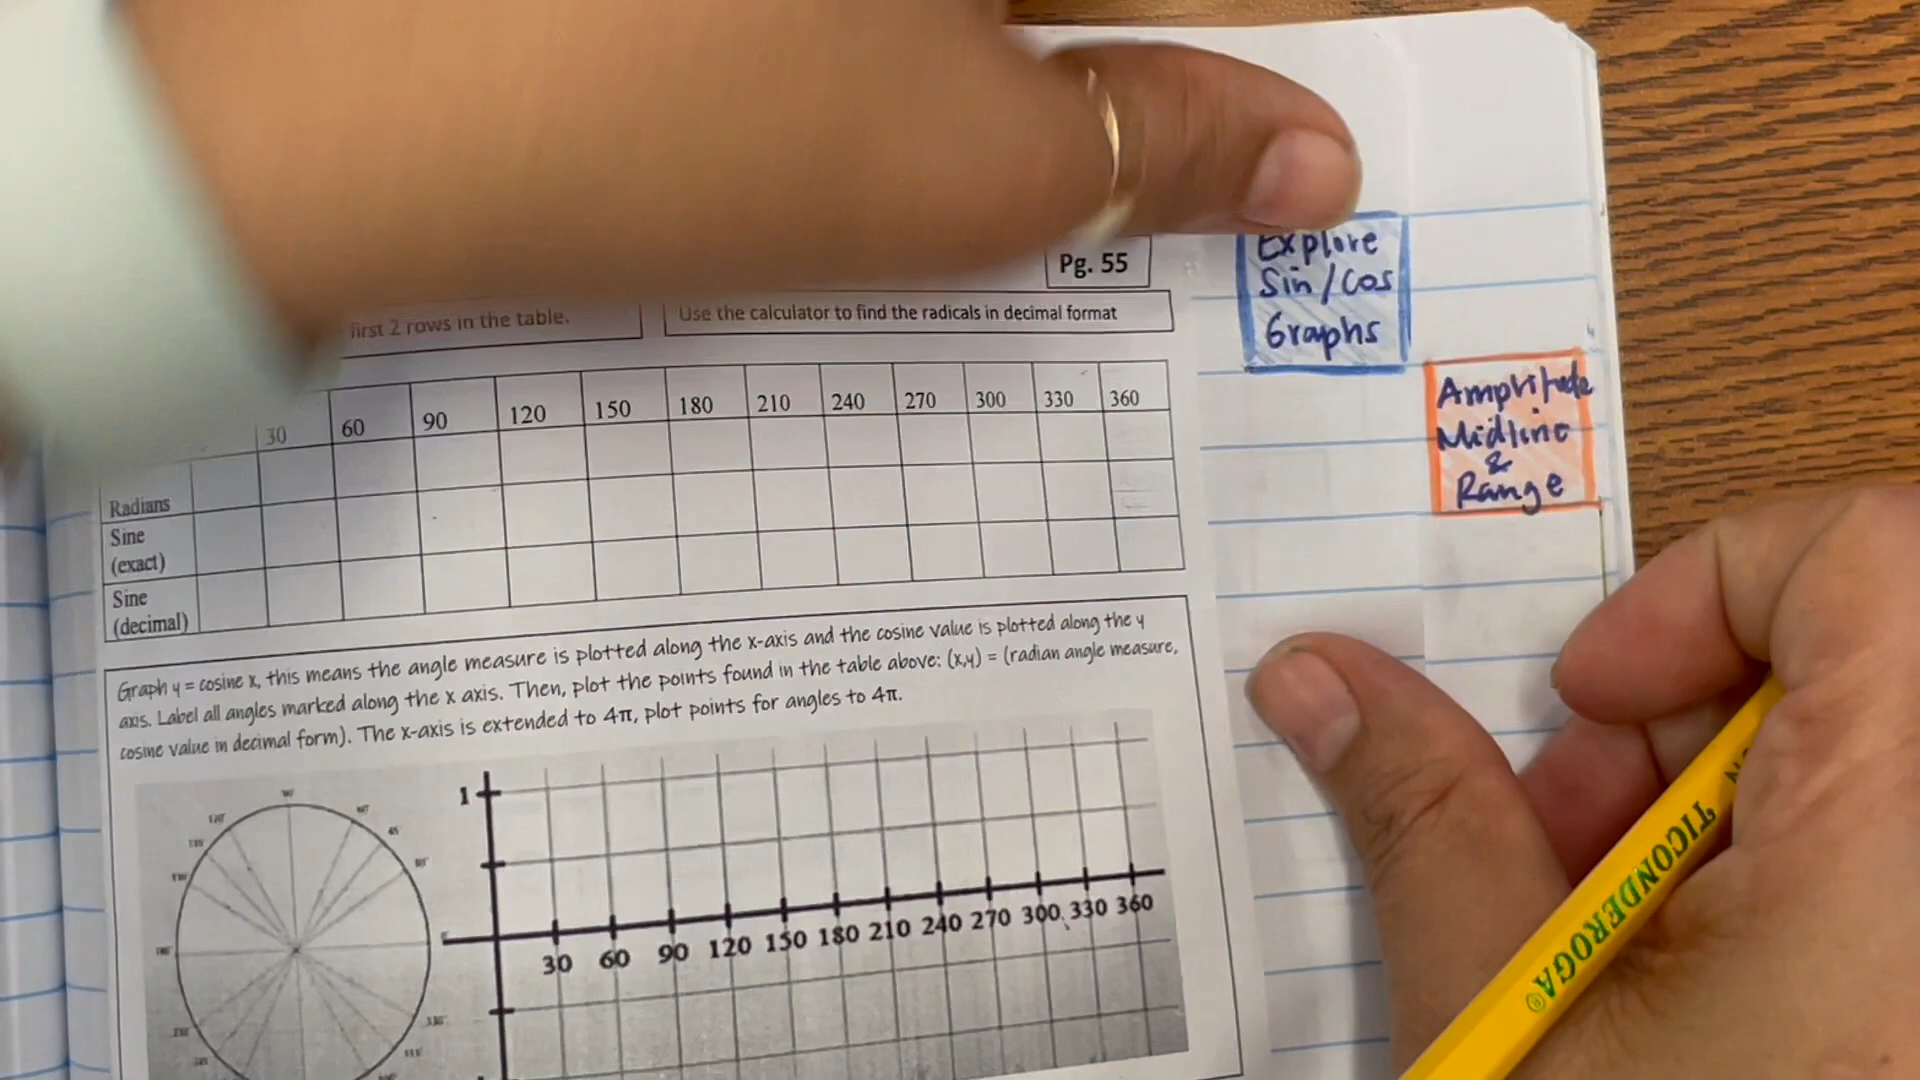 Pg. 55
first 2 rows in the table.
Use the calculator to find the radicals in decimal format
Explore
Sin/Cos
Graphs
Amplitude
Midline
&
Range
30 60 90 120 150 180 210 240 270 300 330 360
Radians
Sine
(exact)
Sine
(decimal)
Graph y = cosine x, this means the angle measure is plotted along the x-axis and the cosine value is plotted along the y
axis. Label all angles marked along the x axis. Then, plot the points found in the table above: (x,y) = (radian angle measure,
cosine value in decimal form). The x-axis is extended to 4π, plot points for angles to 4π.
1
30 60 90 120 150 180 210 240 270 300 330 360
TICONDEROGA®